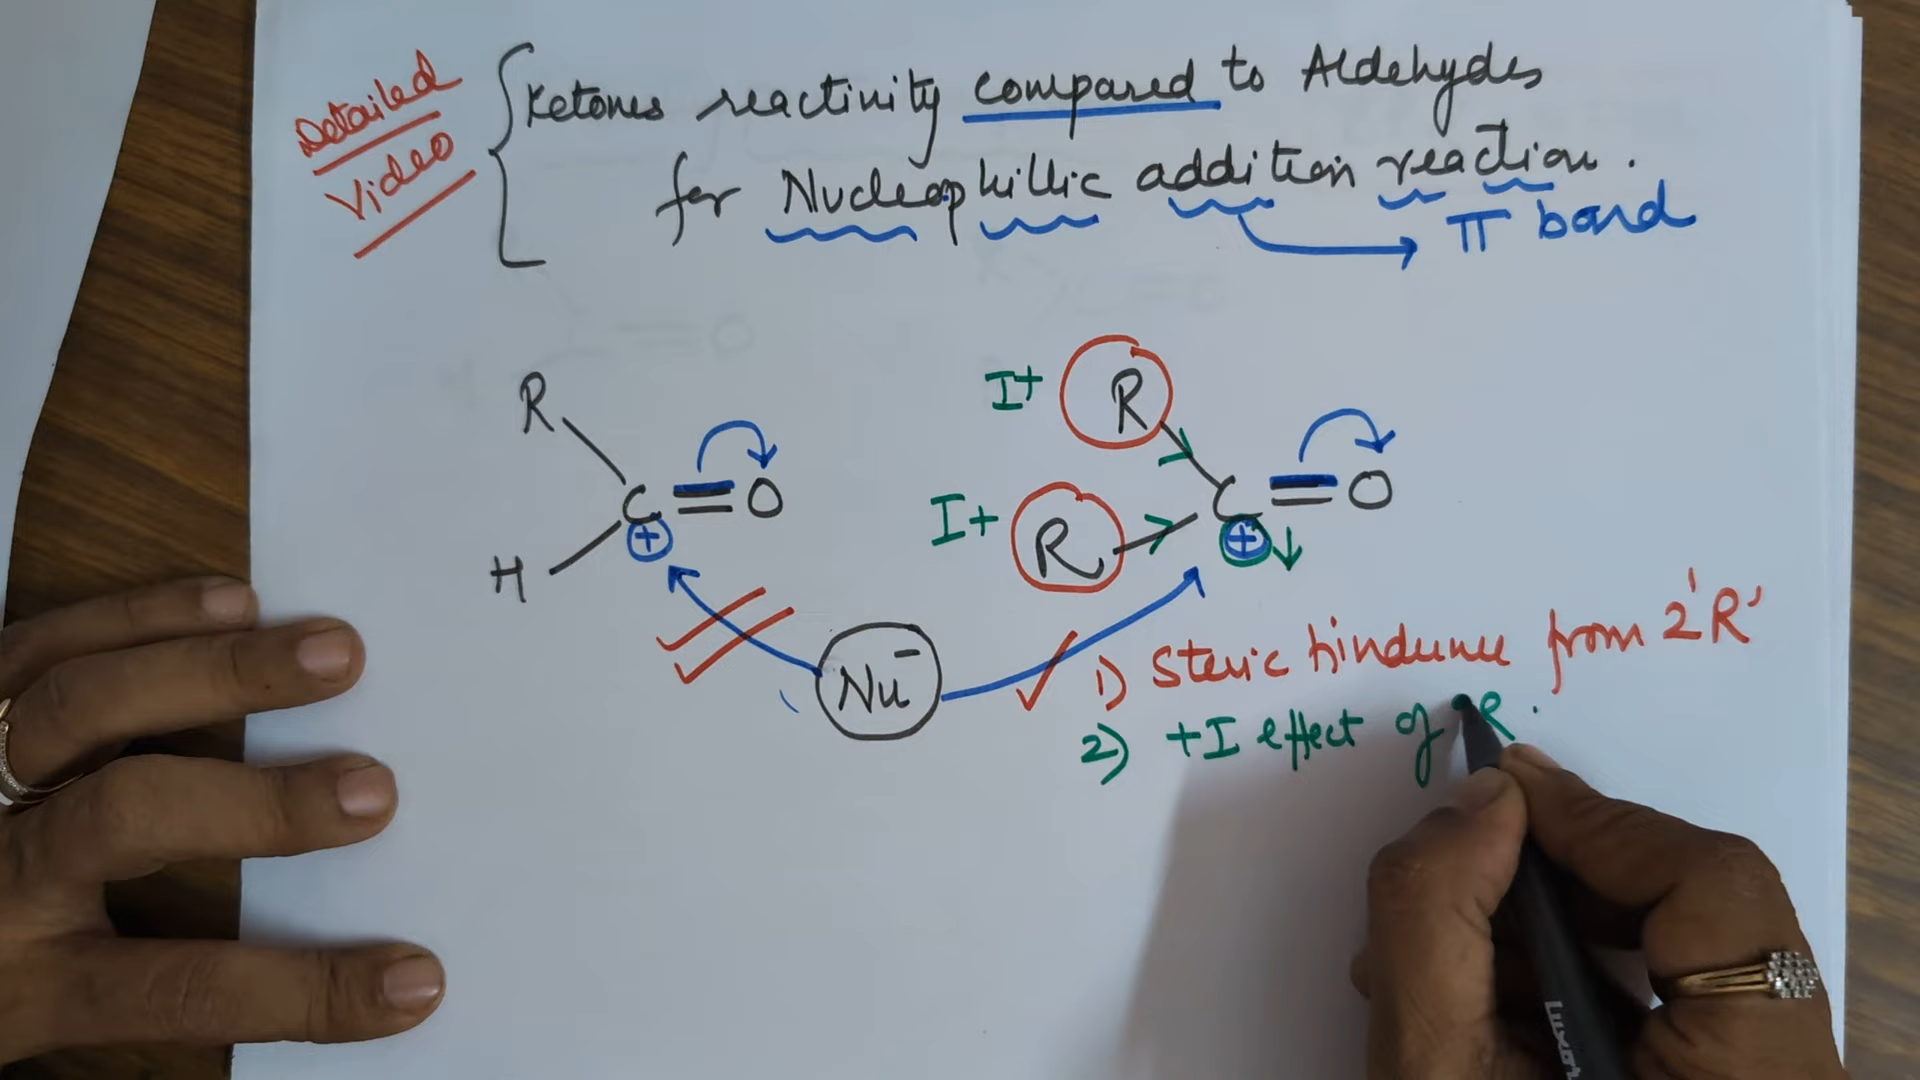 Detailed
Video
Ketones reactivity compared to Aldehydes
for Nucleophillic addition reaction.
π bond
R
C=O
+
H
I+ R
I+ R
C=O
+ ↓
Nu⁻
1) Steric hindrance from 2 'R'
2) +I effect of R.
Luxor